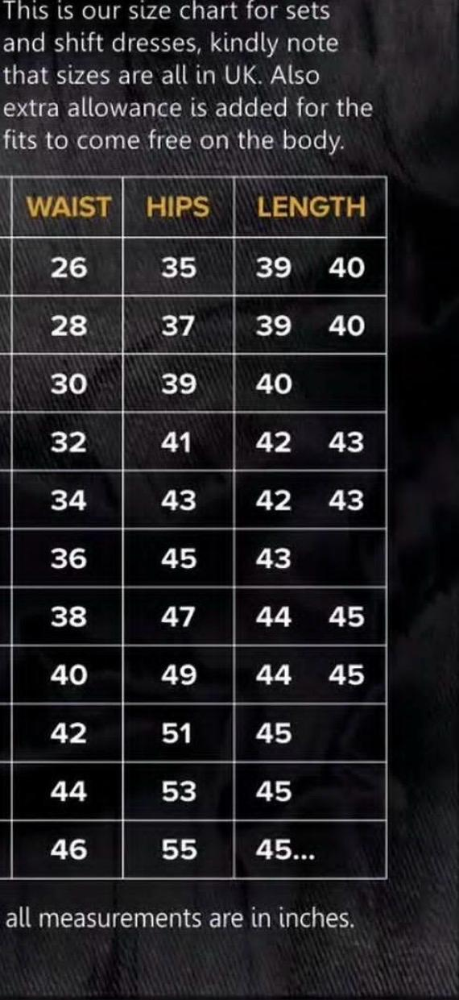 This is our size chart for sets
and shift dresses, kindly note
that sizes are all in UK. Also
extra allowance is added for the
fits to come free on the body.
WAIST HIPS LENGTH
26 35 39 40
28 37 39 40
30 39 40
32 41 42 43
34 43 42 43
36 45 43
38 47 44 45
40 49 44 45
42 51 45
44 53 45
46 55 45...
all measurements are in inches.